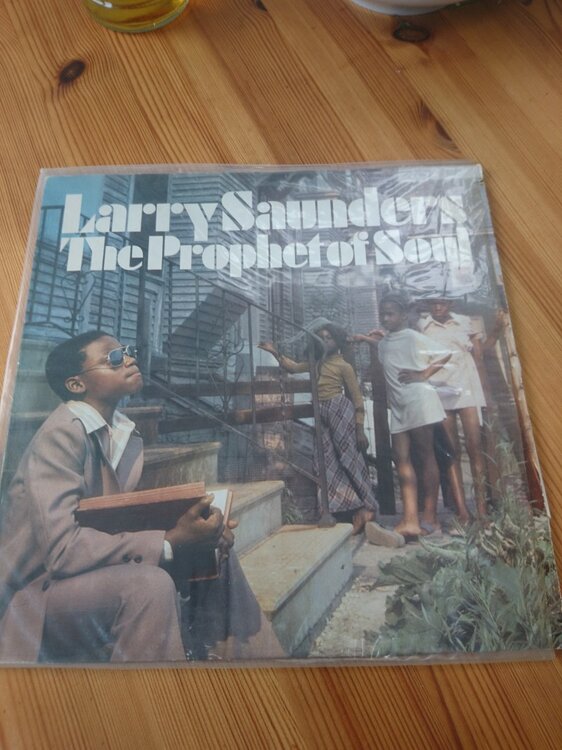 Larry Saunders
The Prophet of Soul